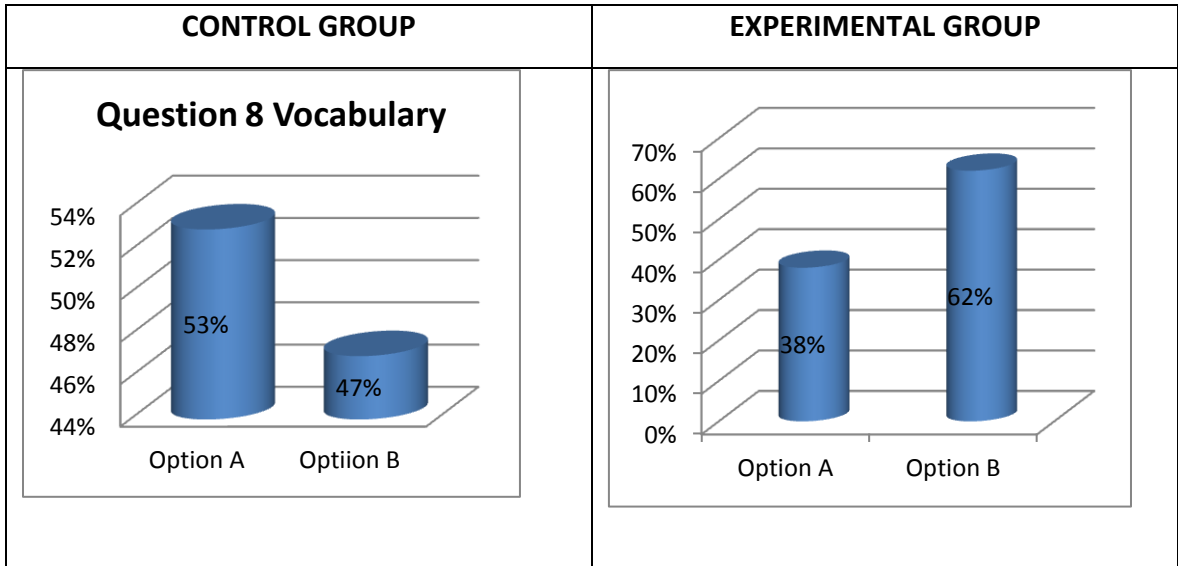 CONTROL GROUP
EXPERIMENTAL GROUP
Question 8 Vocabulary
54%
52%
50%
48%
46%
44%
53%
47%
Option A
Optiion B
70%
60%
50%
40%
30%
20%
10%
0%
62%
38%
Option A
Option B